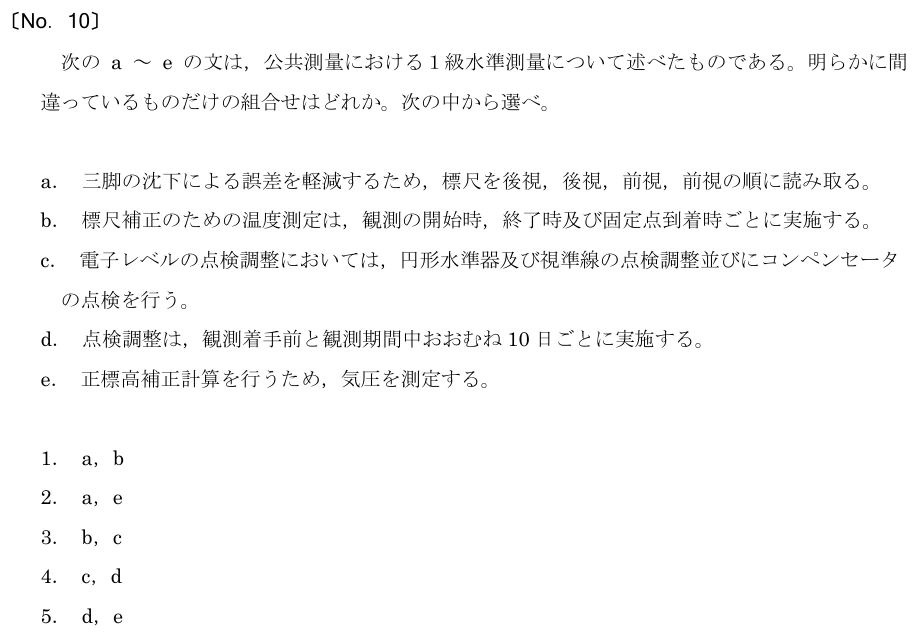 〔No. 10〕
次の a ～ e の文は，公共測量における１級水準測量について述べたものである。明らかに間
違っているものだけの組合せはどれか。次の中から選べ。
a. 三脚の沈下による誤差を軽減するため，標尺を後視，後視，前視，前視の順に読み取る。
b. 標尺補正のための温度測定は，観測の開始時，終了時及び固定点到着時ごとに実施する。
c. 電子レベルの点検調整においては，円形水準器及び視準線の点検調整並びにコンペンセータ
の点検を行う。
d. 点検調整は，観測着手前と観測期間中おおむね 10 日ごとに実施する。
e. 正標高補正計算を行うため，気圧を測定する。
1. a，b
2. a，e
3. b，c
4. c，d
5. d，e